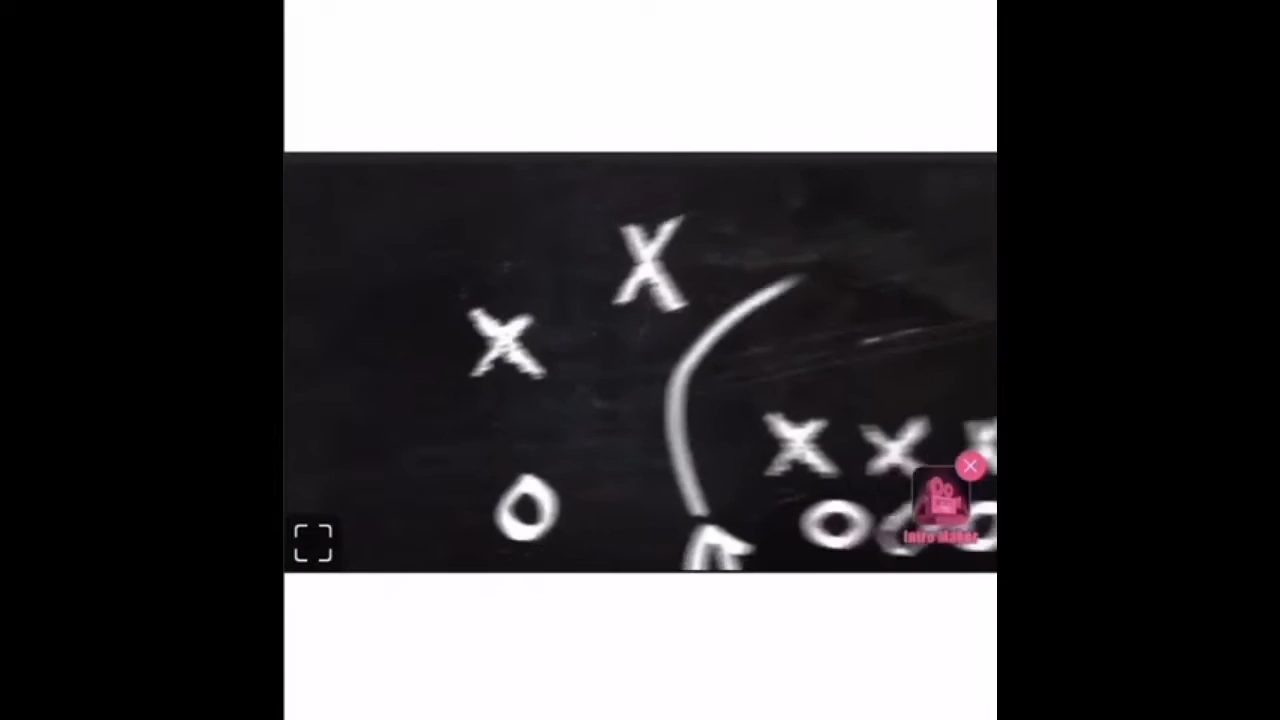 X
X
X X X
O
O O O
Intro Maker